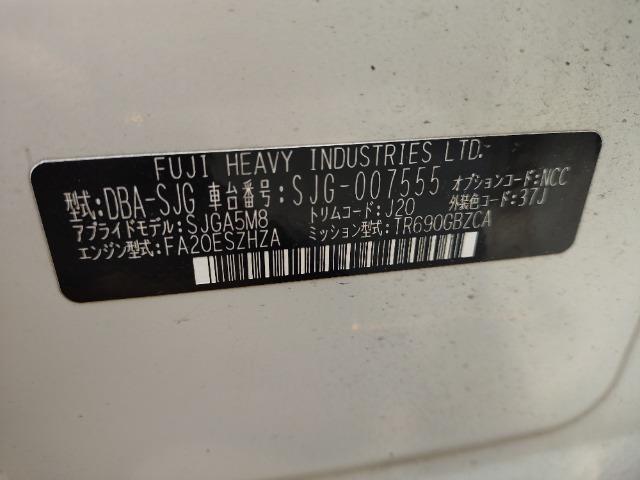 FUJI HEAVY INDUSTRIES LTD.
型式:DBA-SJG 車台番号:SJG-007555 オプションコード:NCC
アプライドモデル:SJGA5M8 トリムコード:J20 外装色コード:37J
エンジン型式:FA20ESZHZA ミッション型式:TR690GBZCA